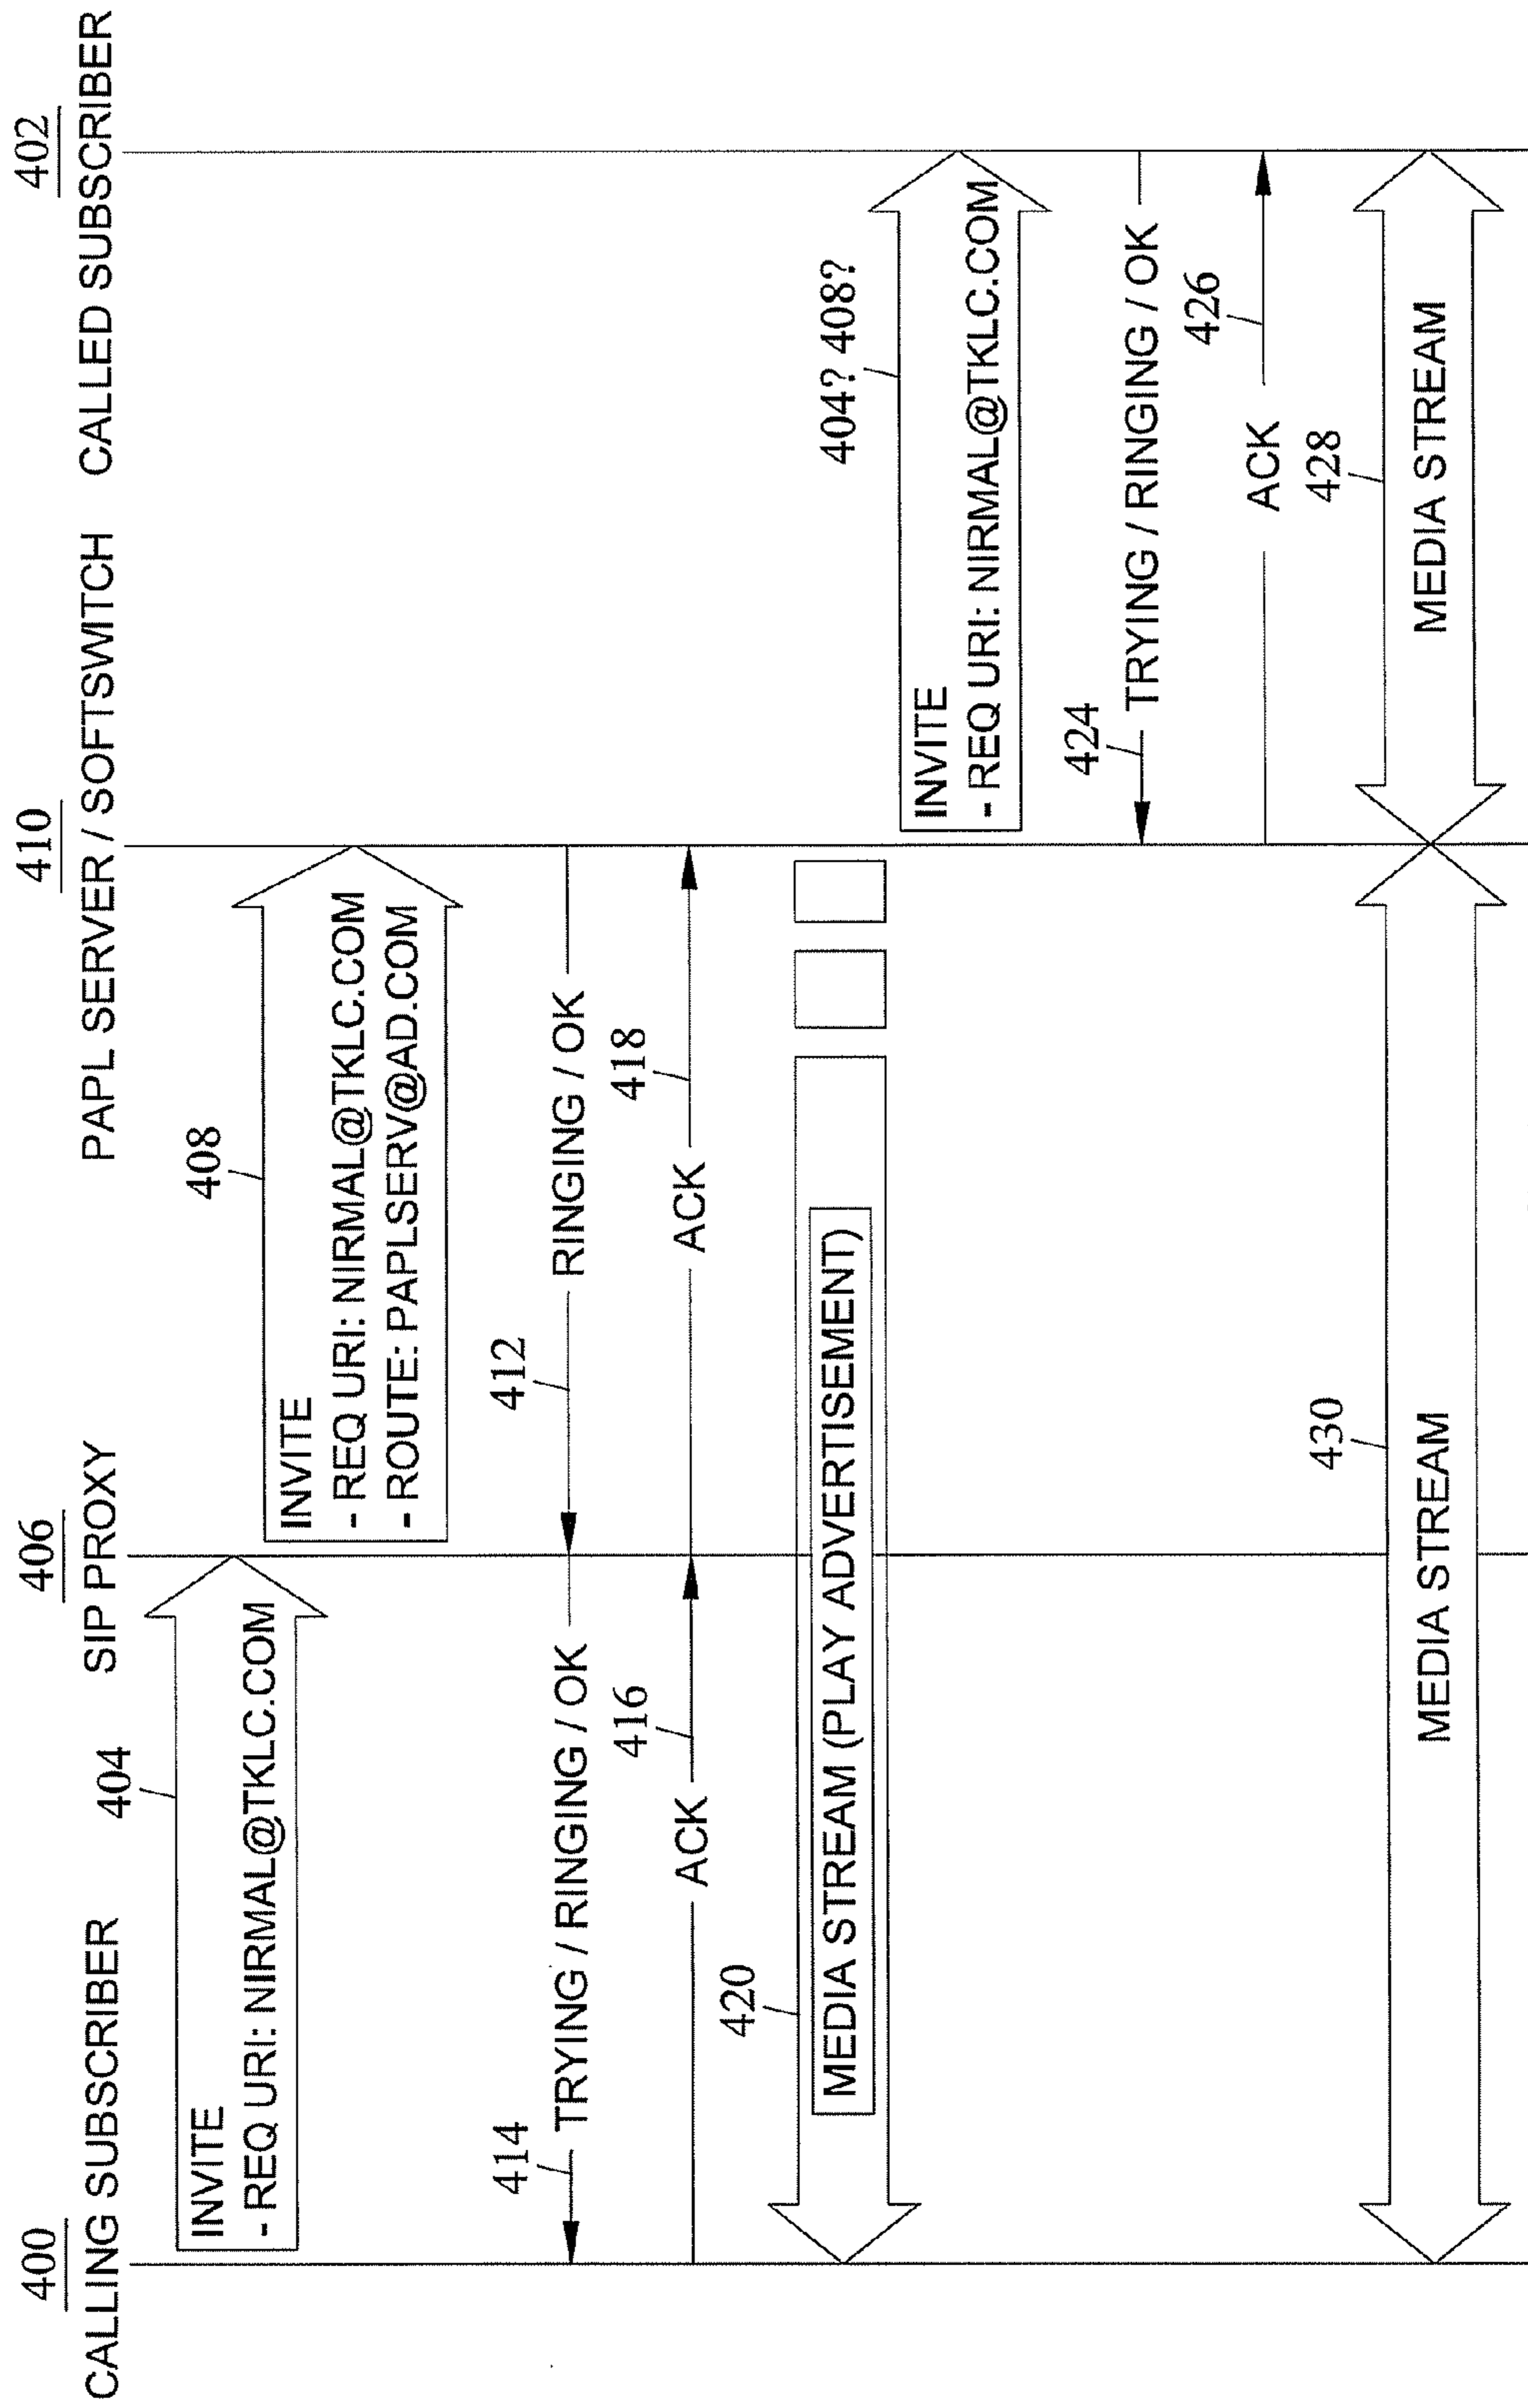 400
CALLING SUBSCRIBER
406
SIP PROXY
410
PAPL SERVER / SOFTSWITCH
402
CALLED SUBSCRIBER
404
INVITE
- REQ URI: NIRMAL@TKLC.COM
408
INVITE
- REQ URI: NIRMAL@TKLC.COM
- ROUTE: PAPLSERV@AD.COM
414
TRYING / RINGING / OK
412
RINGING / OK
416
ACK
418
ACK
420
MEDIA STREAM (PLAY ADVERTISEMENT)
404? 408?
INVITE
- REQ URI: NIRMAL@TKLC.COM
424
TRYING / RINGING / OK
426
ACK
430
MEDIA STREAM
428
MEDIA STREAM